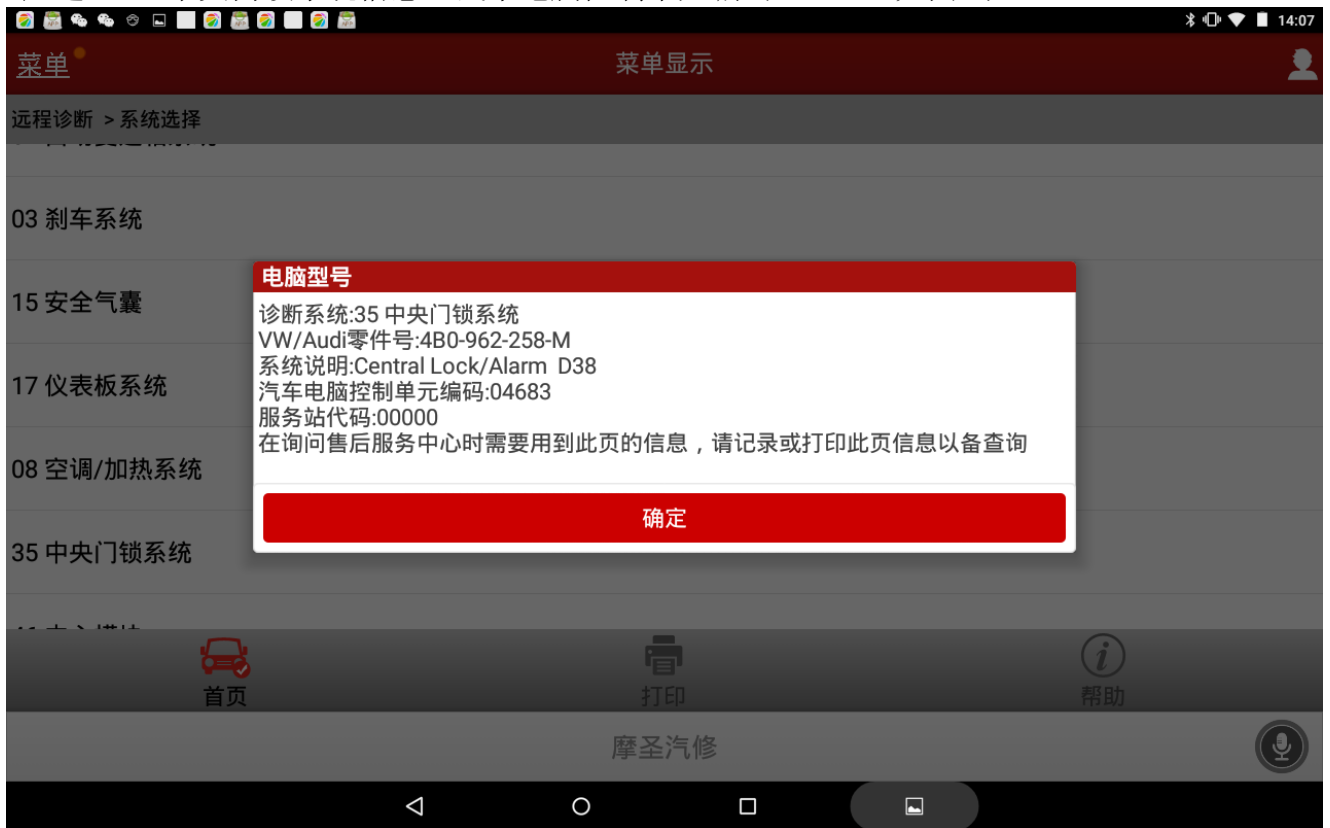 14:07
菜单
菜单显示
远程诊断 >系统选择
03 刹车系统
15 安全气囊
17 仪表板系统
08 空调/加热系统
35 中央门锁系统
电脑型号
诊断系统:35 中央门锁系统
VW/Audi零件号:4B0-962-258-M
系统说明:Central Lock/Alarm D38
汽车电脑控制单元编码:04683
服务站代码:00000
在询问售后服务中心时需要用到此页的信息，请记录或打印此页信息以备查询
确定
首页
打印
帮助
摩圣汽修